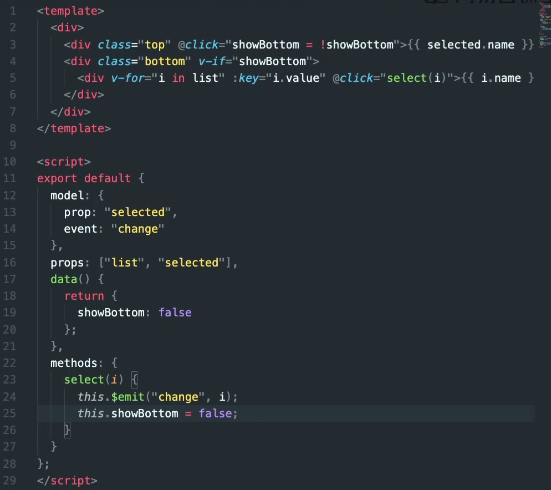 1 <template>
2   <div>
3     <div class="top" @click="showBottom = !showBottom">{{ selected.name }}
4     <div class="bottom" v-if="showBottom">
5       <div v-for="i in list" :key="i.value" @click="select(i)">{{ i.name }
6     </div>
7   </div>
8 </template>
9
10 <script>
11 export default {
12   model: {
13     prop: "selected",
14     event: "change"
15   },
16   props: ["list", "selected"],
17   data() {
18     return {
19       showBottom: false
20     };
21   },
22   methods: {
23     select(i) {
24       this.$emit("change", i);
25       this.showBottom = false;
26     }
27   }
28 };
29 </script>